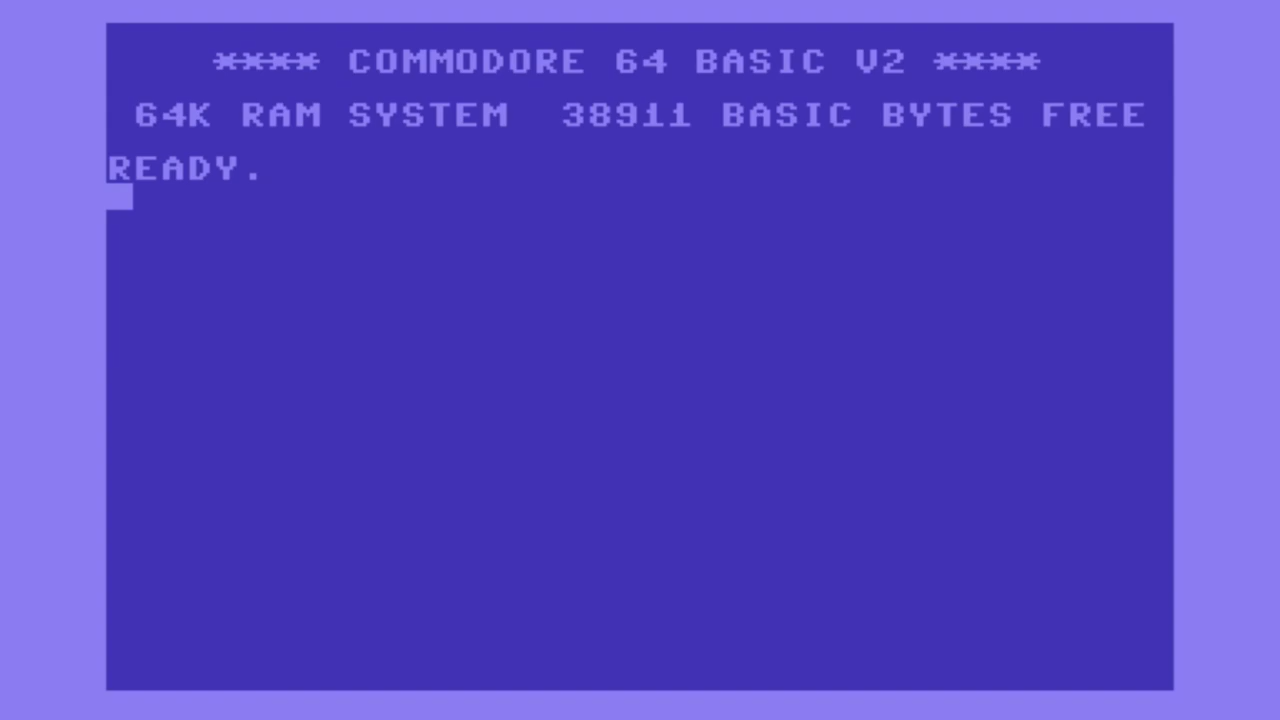 **** COMMODORE 64 BASIC V2 ****
64K RAM SYSTEM  38911 BASIC BYTES FREE
READY.